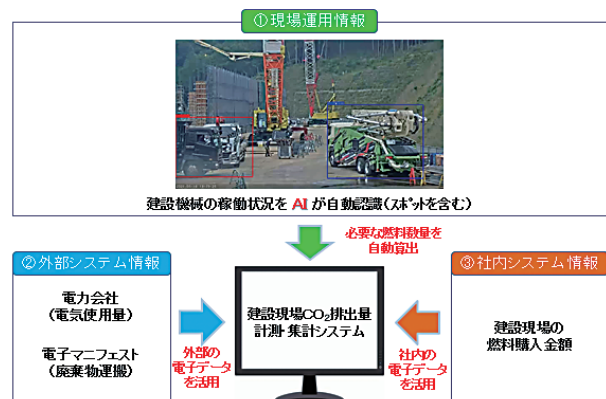 ①現場運用情報
建設機械の稼働状況を AI が自動認識(スポットを含む)
必要な燃料数量を
自動算出
②外部システム情報
電力会社
(電気使用量)
電子マニフェスト
(廃棄物運搬)
外部の
電子データ
を活用
建設現場CO₂排出量
計測・集計システム
③社内システム情報
建設現場の
燃料購入金額
社内の
電子データ
を活用